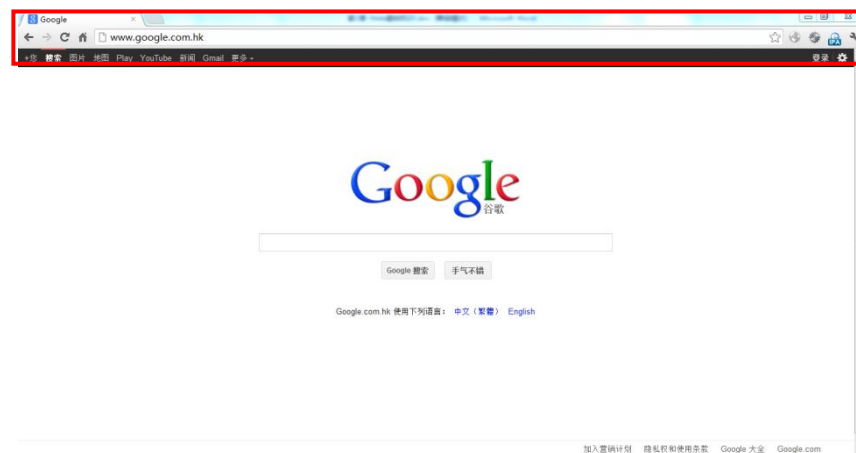 Google
www.google.com.hk
+您 搜索 图片 地图 Play YouTube 新闻 Gmail 更多 登录
Google
谷歌
Google 搜索 手气不错
Google.com.hk 使用下列语言： 中文（繁體） English
加入营销计划 隐私权和使用条款 Google 大全 Google.com